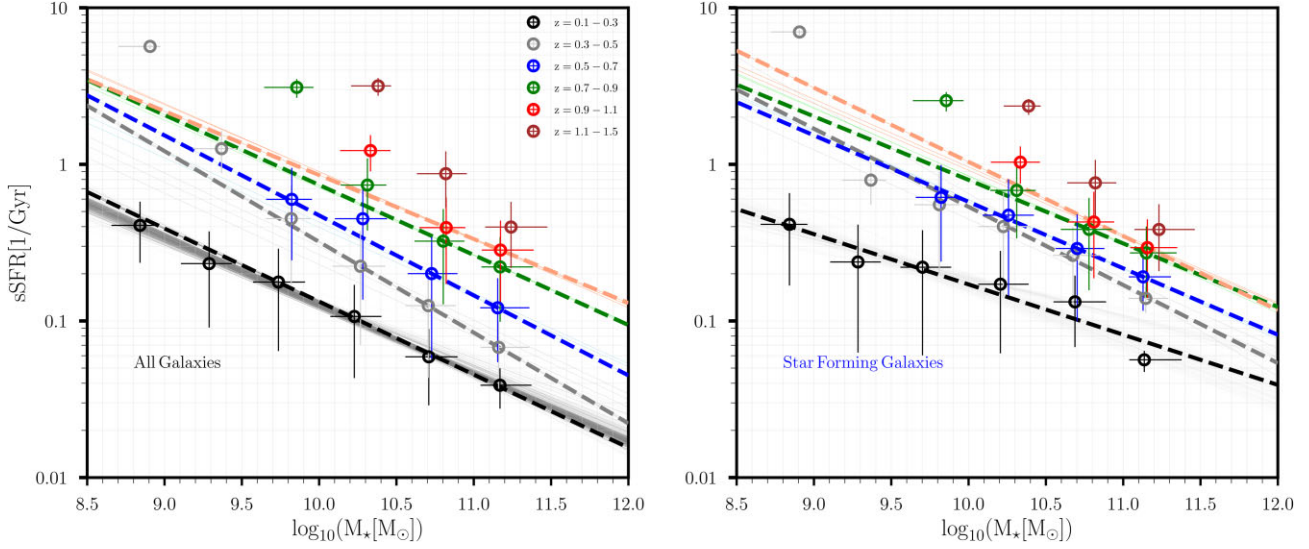 10
1
0.1
0.01
sSFR[1/Gyr]
8.5 9.0 9.5 10.0 10.5 11.0 11.5 12.0
log₁₀(M⋆[M⊙])
z = 0.1 − 0.3
z = 0.3 − 0.5
z = 0.5 − 0.7
z = 0.7 − 0.9
z = 0.9 − 1.1
z = 1.1 − 1.5
All Galaxies
10
1
0.1
0.01
8.5 9.0 9.5 10.0 10.5 11.0 11.5 12.0
log₁₀(M⋆[M⊙])
Star Forming Galaxies